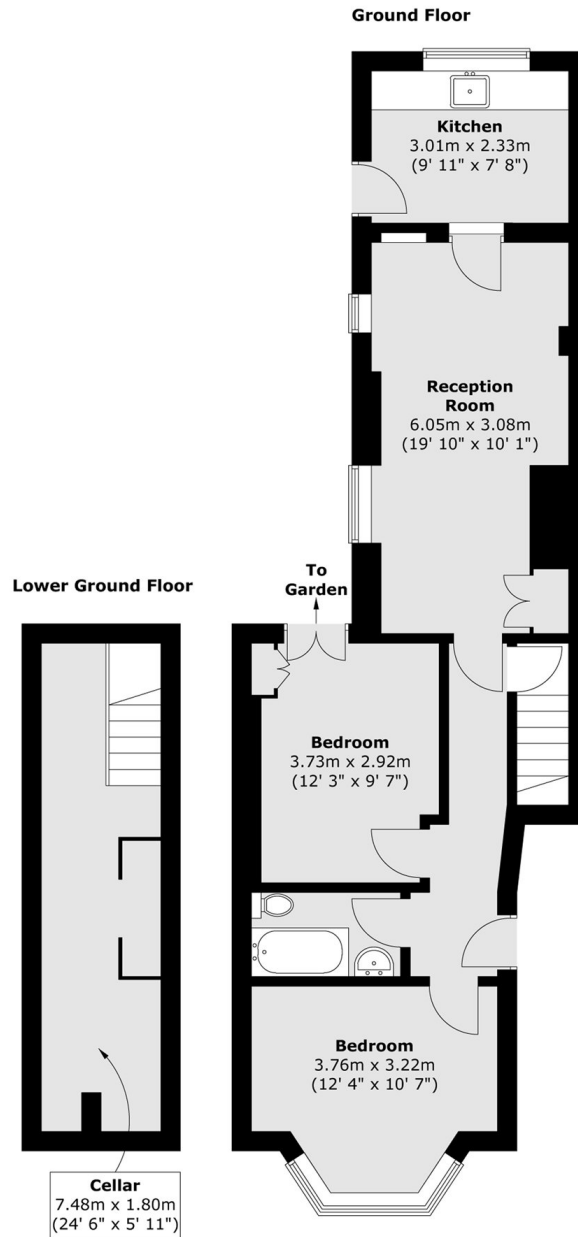 Ground Floor
Kitchen
3.01m x 2.33m
(9' 11" x 7' 8")
Reception
Room
6.05m x 3.08m
(19' 10" x 10' 1")
To
Garden
Lower Ground Floor
Bedroom
3.73m x 2.92m
(12' 3" x 9' 7")
Bedroom
3.76m x 3.22m
(12' 4" x 10' 7")
Cellar
7.48m x 1.80m
(24' 6" x 5' 11")